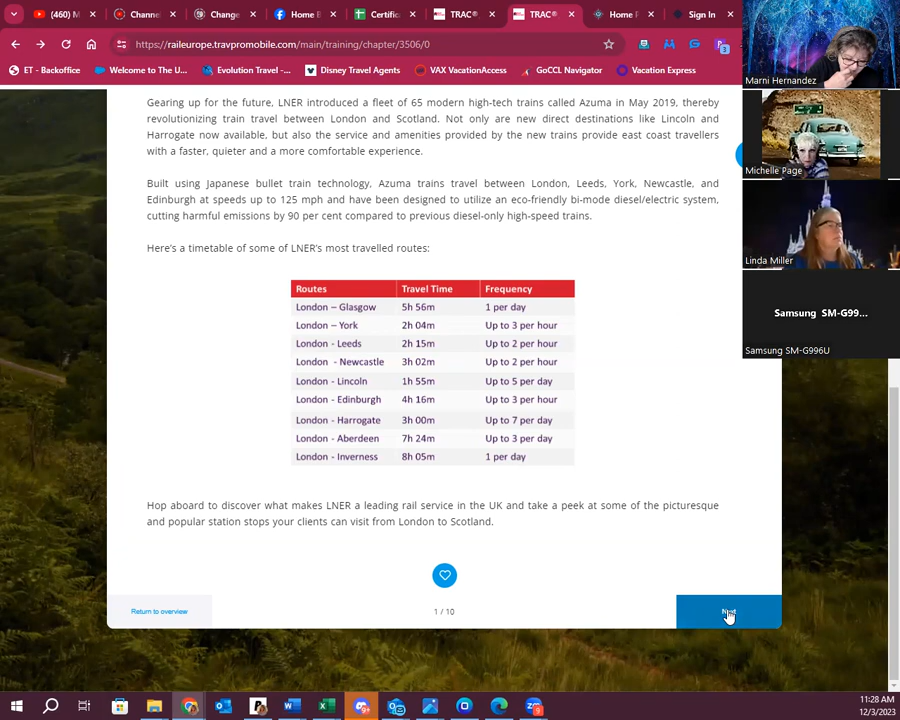 (460) M
Channe
Change
Home B
Certific
TRAC®
TRAC®
Home P
Sign In
https://raileurope.travpromobile.com/main/training/chapter/3506/0
3
ET - Backoffice
Welcome to The U...
Evolution Travel -...
Disney Travel Agents
VAX VacationAccess
GoCCL Navigator
Vacation Express
Marni Hernandez
Michelle Page
Linda Miller
Samsung SM-G99...
Samsung SM-G996U
Gearing up for the future, LNER introduced a fleet of 65 modern high-tech trains called Azuma in May 2019, thereby
revolutionizing train travel between London and Scotland. Not only are new direct destinations like Lincoln and
Harrogate now available, but also the service and amenities provided by the new trains provide east coast travellers
with a faster, quieter and a more comfortable experience.
Built using Japanese bullet train technology, Azuma trains travel between London, Leeds, York, Newcastle, and
Edinburgh at speeds up to 125 mph and have been designed to utilize an eco-friendly bi-mode diesel/electric system,
cutting harmful emissions by 90 per cent compared to previous diesel-only high-speed trains.
Here's a timetable of some of LNER's most travelled routes:
Routes Travel Time Frequency
London – Glasgow 5h 56m 1 per day
London – York 2h 04m Up to 3 per hour
London - Leeds 2h 15m Up to 2 per hour
London - Newcastle 3h 02m Up to 2 per hour
London - Lincoln 1h 55m Up to 5 per day
London - Edinburgh 4h 16m Up to 3 per hour
London - Harrogate 3h 00m Up to 7 per day
London - Aberdeen 7h 24m Up to 3 per day
London - Inverness 8h 05m 1 per day
Hop aboard to discover what makes LNER a leading rail service in the UK and take a peek at some of the picturesque
and popular station stops your clients can visit from London to Scotland.
Return to overview
1 / 10
Next
11:28 AM
12/3/2023